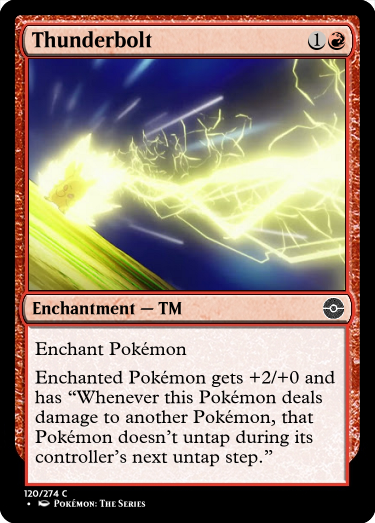 Thunderbolt 1
Enchantment — TM
Enchant Pokémon
Enchanted Pokémon gets +2/+0 and
has “Whenever this Pokémon deals
damage to another Pokémon, that
Pokémon doesn’t untap during its
controller’s next untap step.”
120/274 C
• Pokémon: The Series